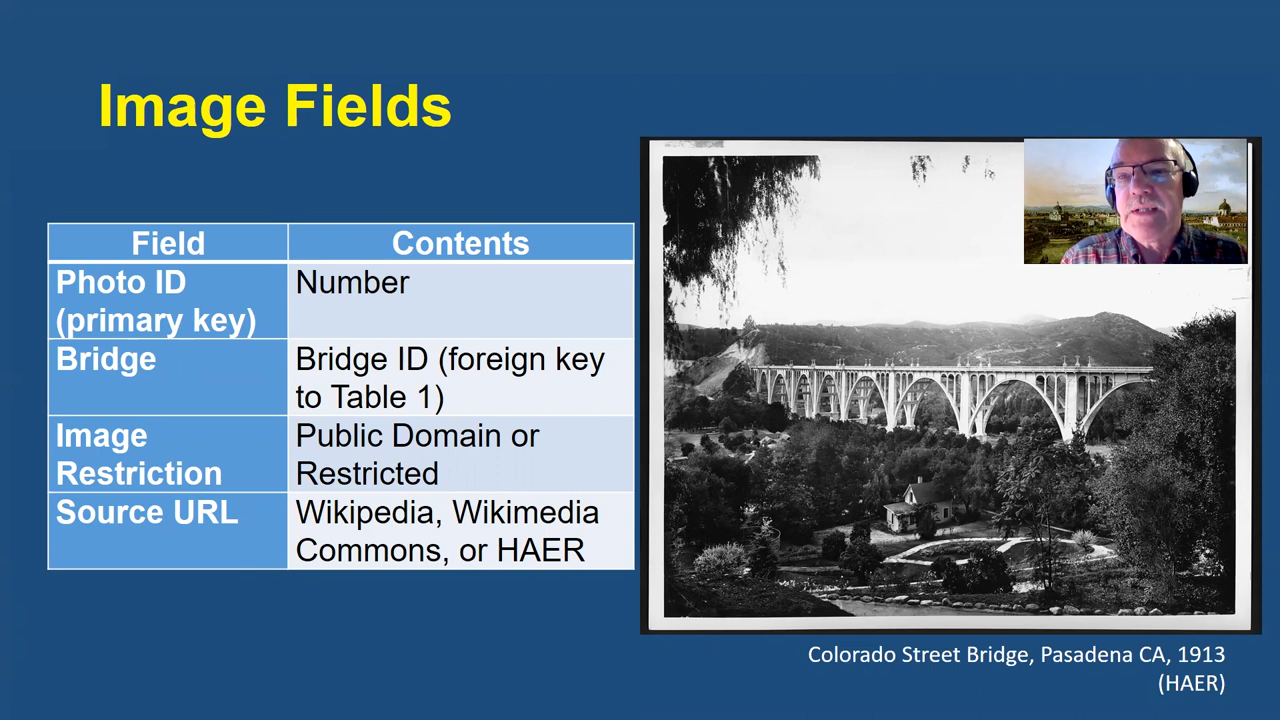 Image Fields
Field Contents
Photo ID Number
(primary key)
Bridge Bridge ID (foreign key
to Table 1)
Image Public Domain or
Restriction Restricted
Source URL Wikipedia, Wikimedia
Commons, or HAER
Colorado Street Bridge, Pasadena CA, 1913
(HAER)